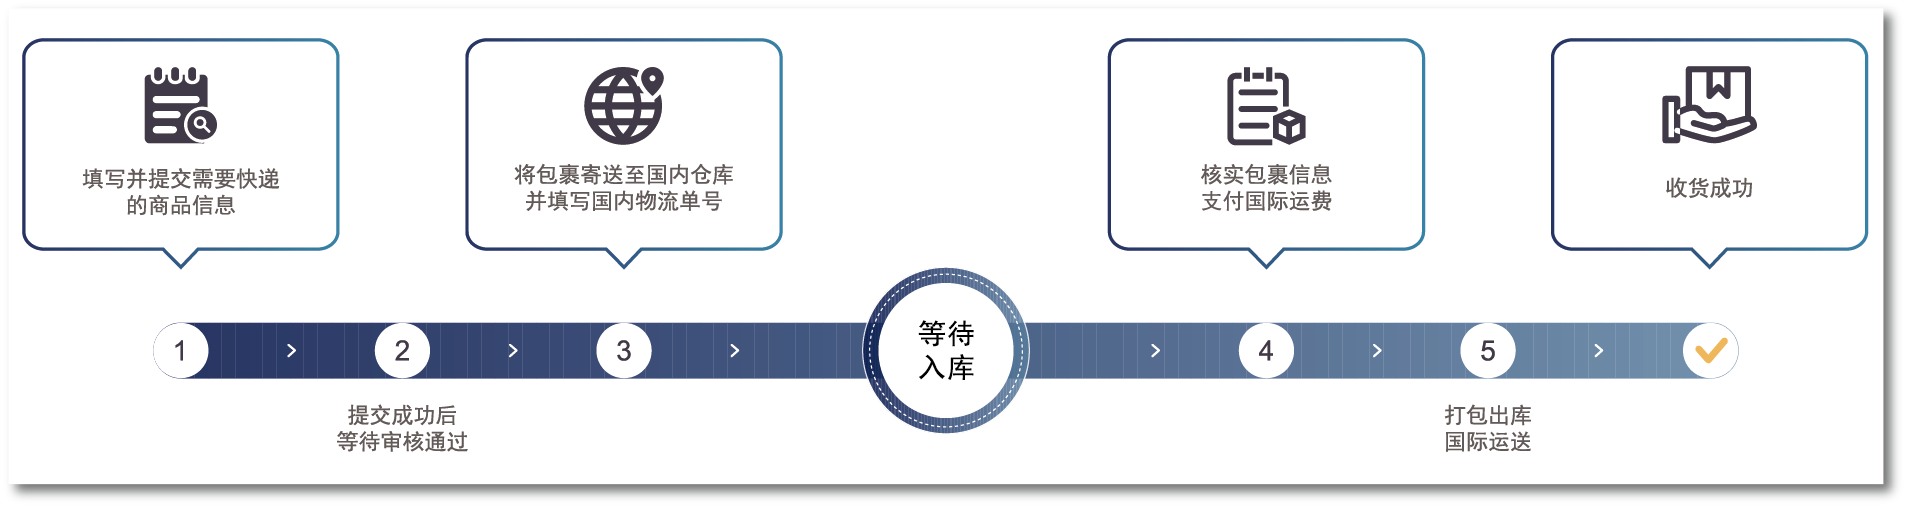 填写并提交需要快递
的商品信息
将包裹寄送至国内仓库
并填写国内物流单号
核实包裹信息
支付国际运费
收货成功
1
2
3
等待
入库
4
5
提交成功后
等待审核通过
打包出库
国际运送